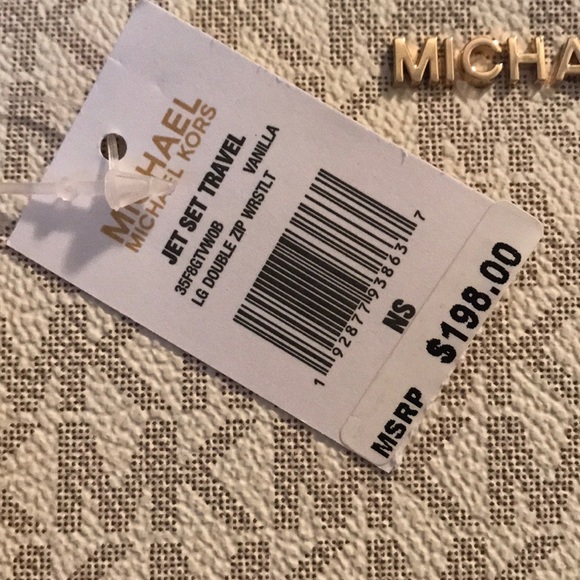 MICHA
MICHAEL
MICHAEL KORS
JET SET TRAVEL
35F8GTVW0B VANILLA
LG DOUBLE ZIP WRSTLT
1 92877 93863 7
NS
MSRP $198.00